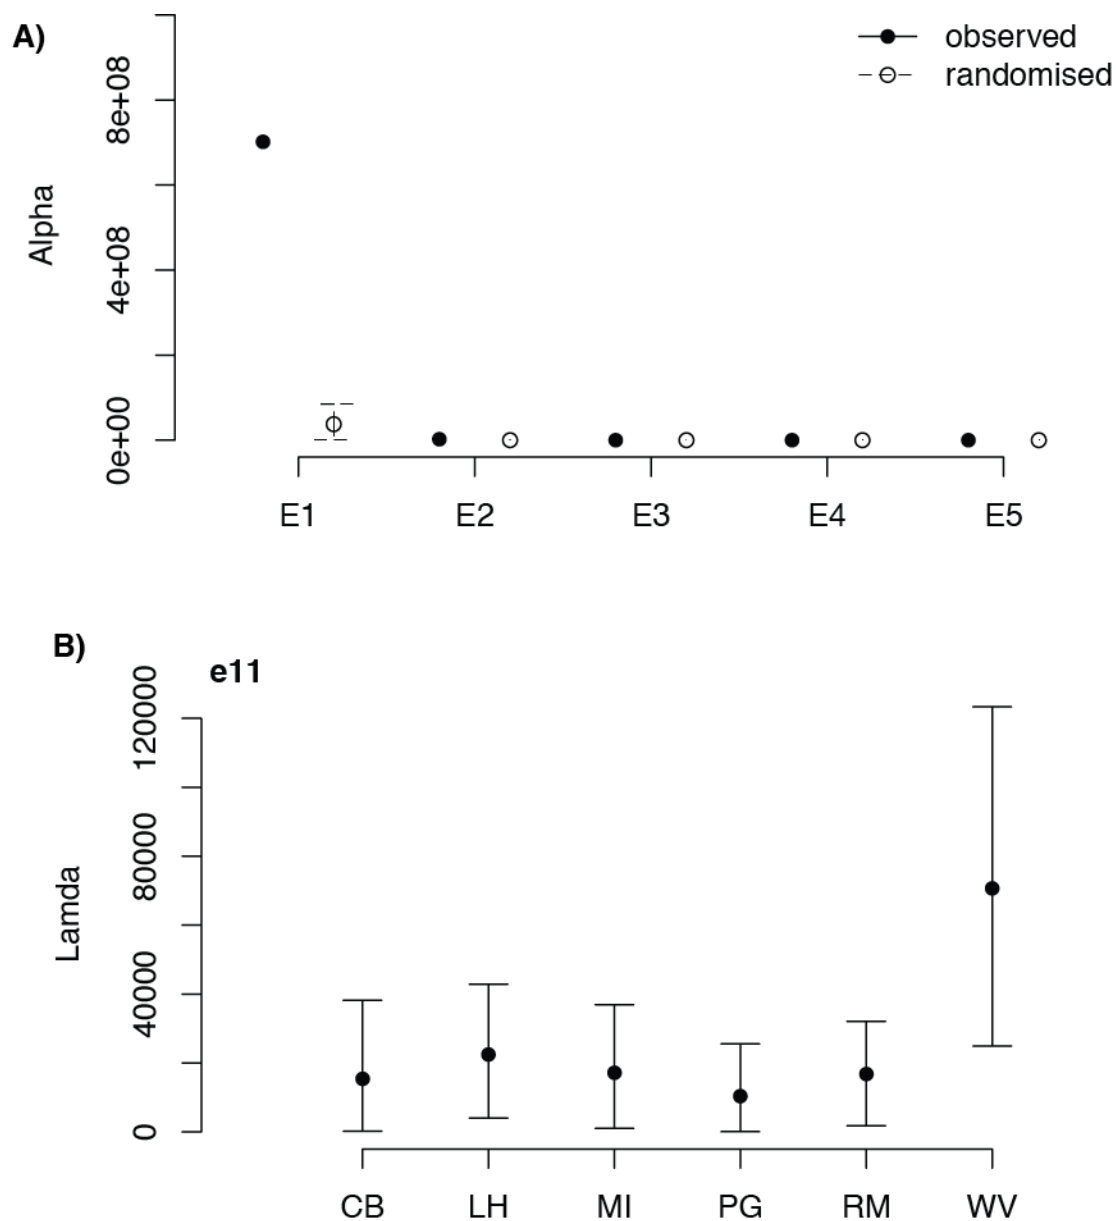 A)
observed
randomised
Alpha
8e+08
4e+08
0e+00
E1 E2 E3 E4 E5
B)
e11
Lamda
120000
80000
40000
0
CB LH MI PG RM WV